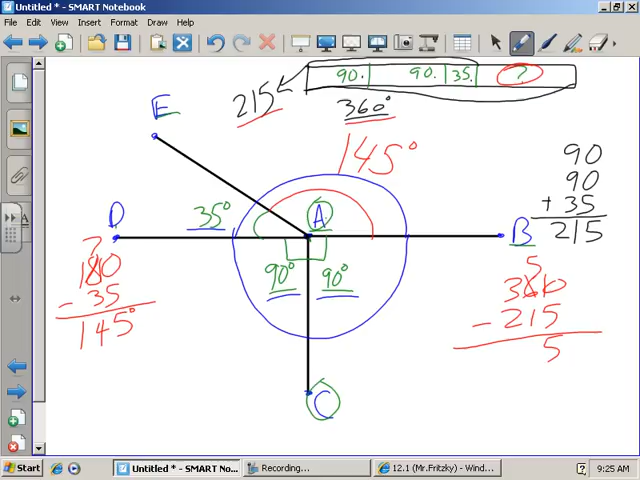 Untitled * - SMART Notebook
File Edit View Insert Format Draw Help
90. 90. 35. ?
215 360°
E
145°
90
90
+ 35
215
D 35° A B
7
180
- 35
145°
90° 90°
5
360
- 215
5
C
Start Untitled * - SMART No... Recording... 12.1 (Mr.Fritzky) - Wind... 9:25 AM